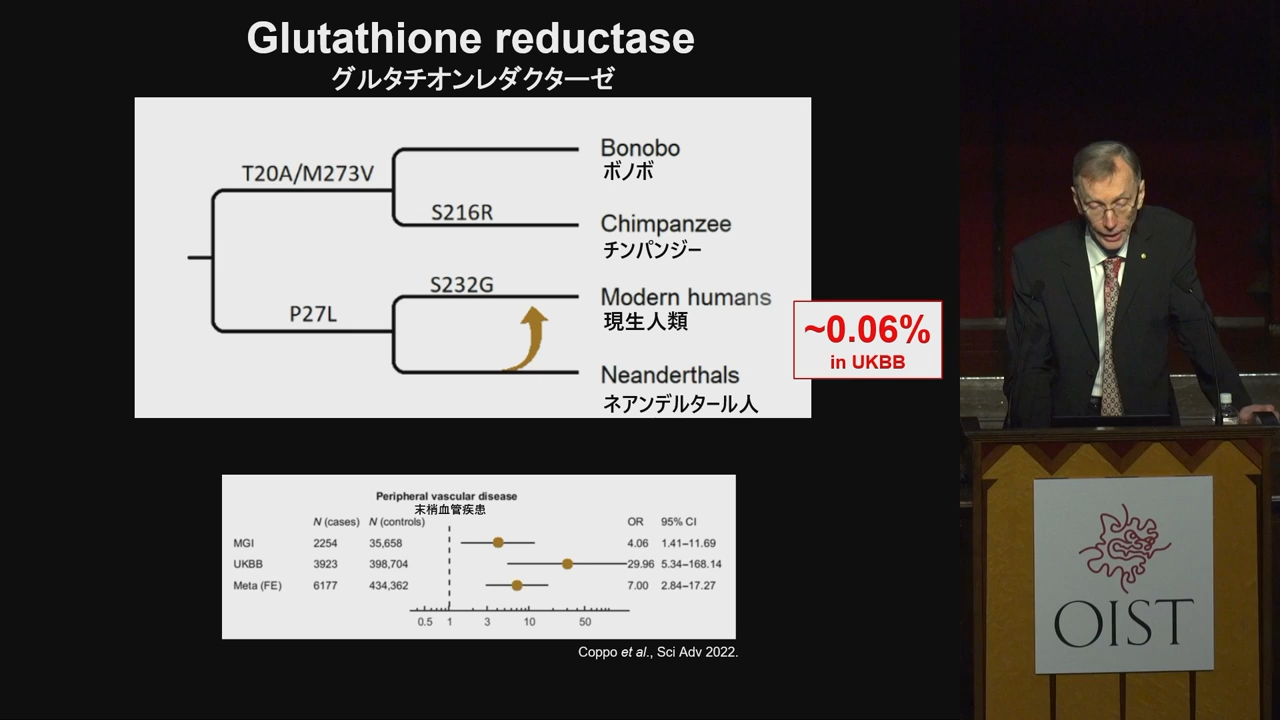 Glutathione reductase
グルタチオンレダクターゼ
T20A/M273V
Bonobo
ボノボ
S216R
Chimpanzee
チンパンジー
S232G
Modern humans
現生人類
P27L
Neanderthals
ネアンデルタール人
~0.06%
in UKBB
Peripheral vascular disease
末梢血管疾患
N (cases) N (controls) OR 95% CI
MGI 2254 35,658 4.06 1.41–11.69
UKBB 3923 398,704 29.96 5.34–168.14
Meta (FE) 6177 434,362 7.00 2.84–17.27
0.5 1 3 10 50
Coppo et al., Sci Adv 2022.
OIST